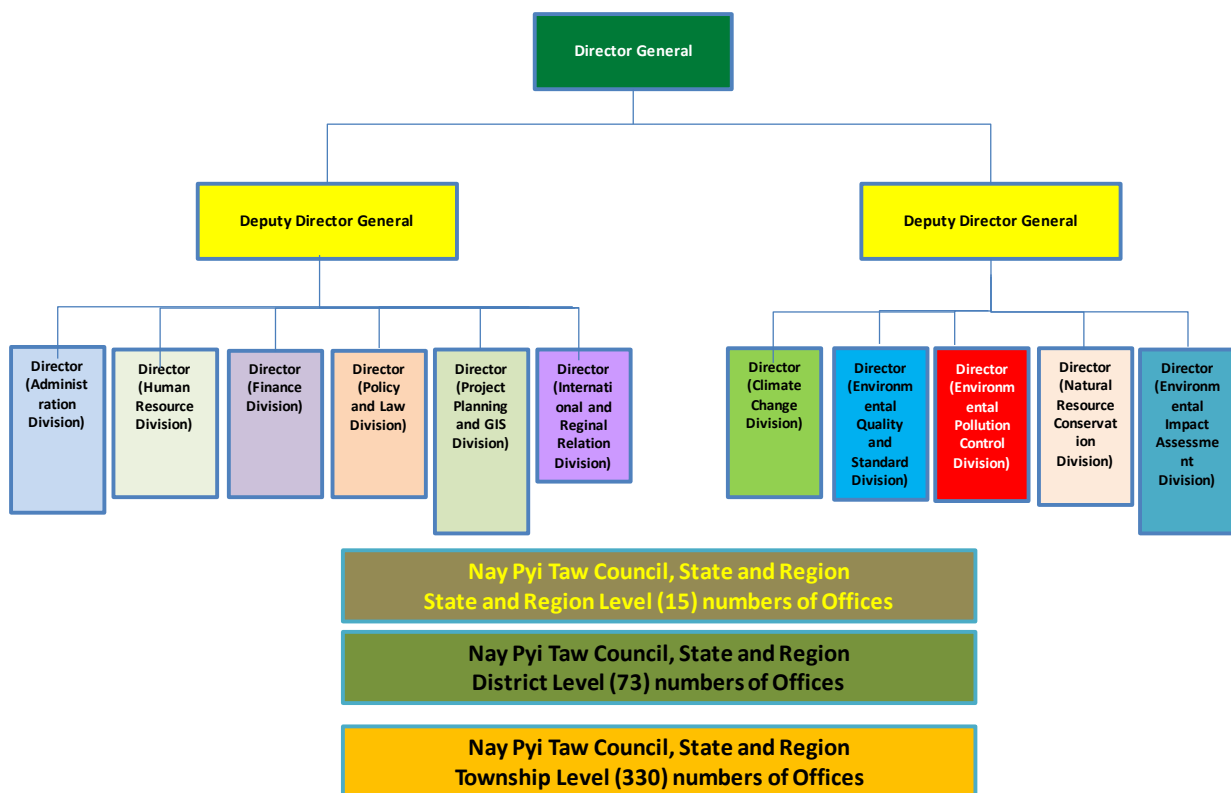 Director General
Deputy Director General
Deputy Director General
Director
(Administ
ration
Division)
Director
(Human
Resource
Division)
Director
(Finance
Division)
Director
(Policy
and Law
Division)
Director
(Project
Planning
and GIS
Division)
Director
(Internati
onal and
Reginal
Relation
Division)
Director
(Climate
Change
Division)
Director
(Environm
ental
Quality
and
Standard
Division)
Director
(Environm
ental
Pollution
Control
Division)
Director
(Natural
Resource
Conservat
ion
Division)
Director
(Environm
ental
Impact
Assessme
nt
Division)
Nay Pyi Taw Council, State and Region
State and Region Level (15) numbers of Offices
Nay Pyi Taw Council, State and Region
District Level (73) numbers of Offices
Nay Pyi Taw Council, State and Region
Township Level (330) numbers of Offices